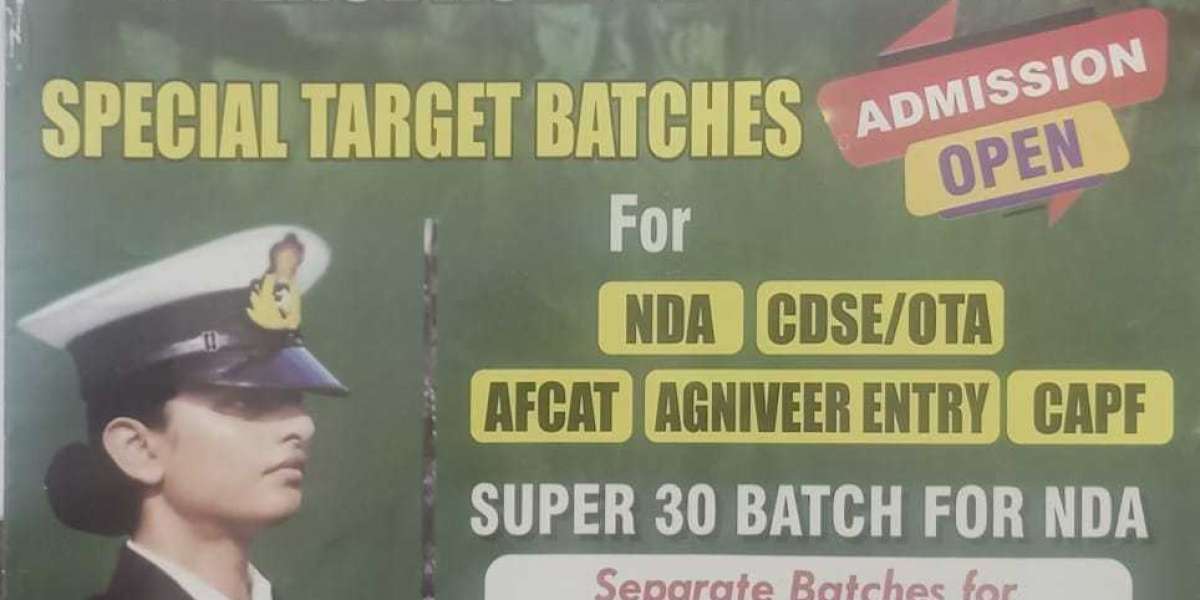 SPECIAL TARGET BATCHES
ADMISSION
OPEN
For
NDA CDSE/OTA
AFCAT AGNIVEER ENTRY CAPF
SUPER 30 BATCH FOR NDA
Separate Batches for